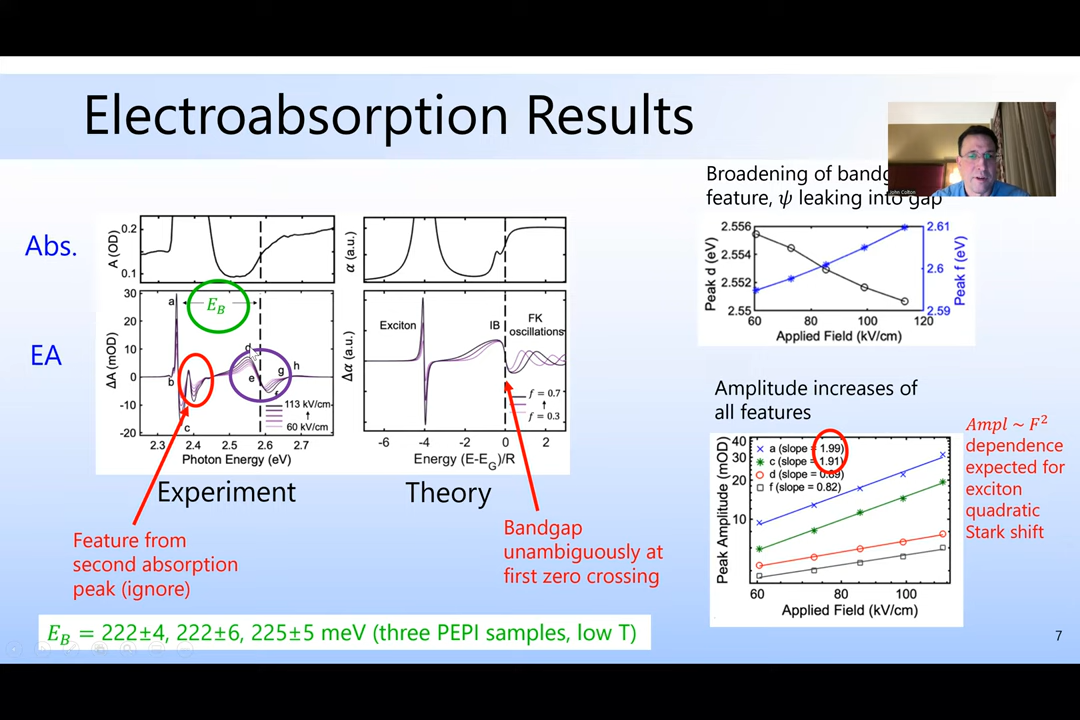 Electroabsorption Results
John Colton
Abs.
EA
A (OD)
0.2
0.1
α (a.u.)
ΔA (mOD)
30
20
10
0
-10
-20
a
b
c
d
e
f
g
h
E_B
113 kV/cm
60 kV/cm
2.3 2.4 2.5 2.6 2.7
Photon Energy (eV)
Experiment
Δα (a.u.)
Exciton
IB
FK
oscillations
f = 0.7
f = 0.3
-6 -4 -2 0 2
Energy (E-E_G)/R
Theory
Feature from
second absorption
peak (ignore)
Bandgap
unambiguously at
first zero crossing
E_B = 222±4, 222±6, 225±5 meV (three PEPI samples, low T)
Broadening of
feature, ψ leaking into gap
Peak d (eV)
2.556
2.554
2.552
2.55
Peak f (eV)
2.61
2.6
2.59
60 80 100 120
Applied Field (kV/cm)
Amplitude increases of
all features
Peak Amplitude (mOD)
40
30
20
10
a (slope = 1.99)
c (slope = 1.91)
d (slope = 0.89)
f (slope = 0.82)
60 80 100
Applied Field (kV/cm)
Ampl ~ F²
dependence
expected for
exciton
quadratic
Stark shift
7